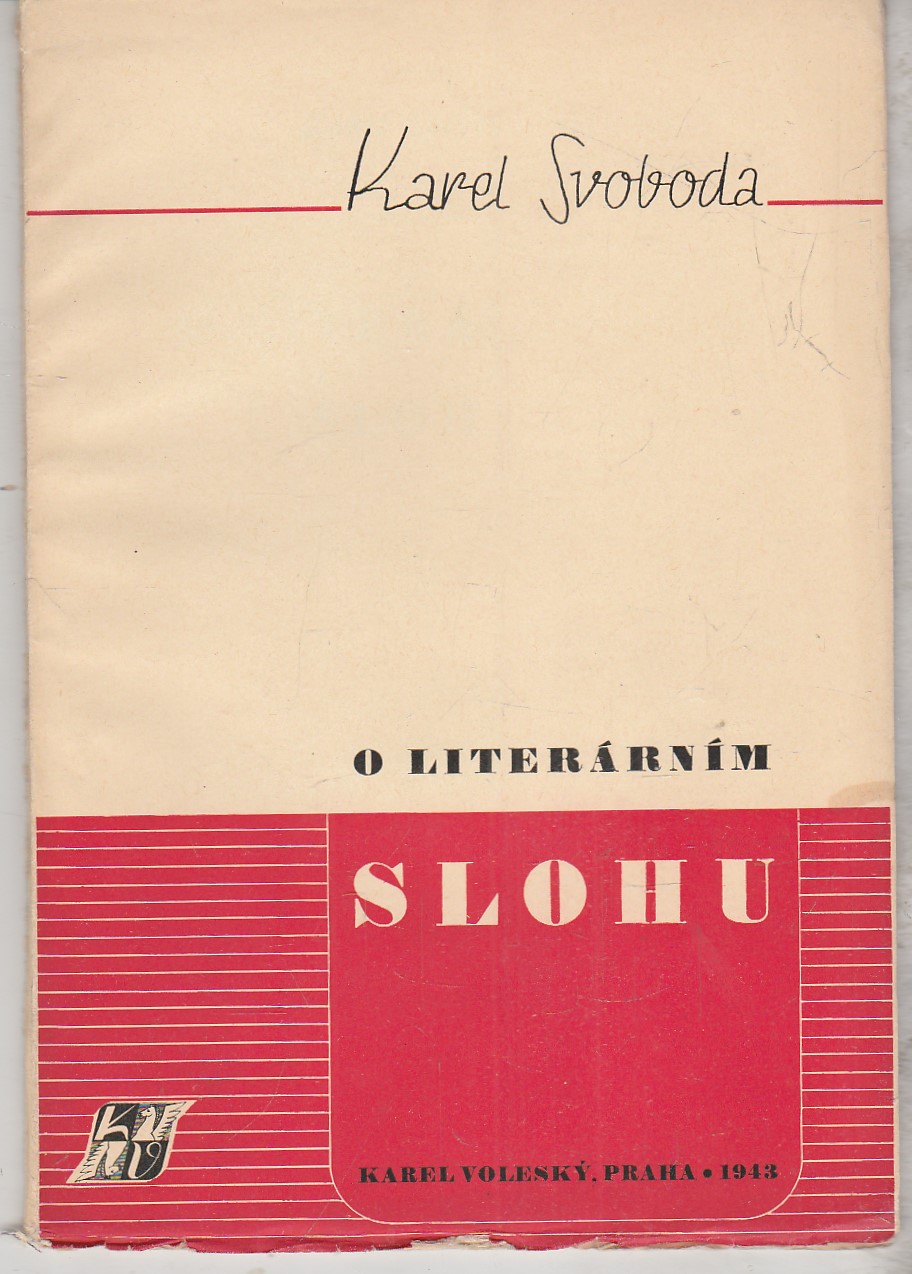 Karel Svoboda
O LITERÁRNÍM
SLOHU
K
V
KAREL VOLESKÝ, PRAHA • 1943